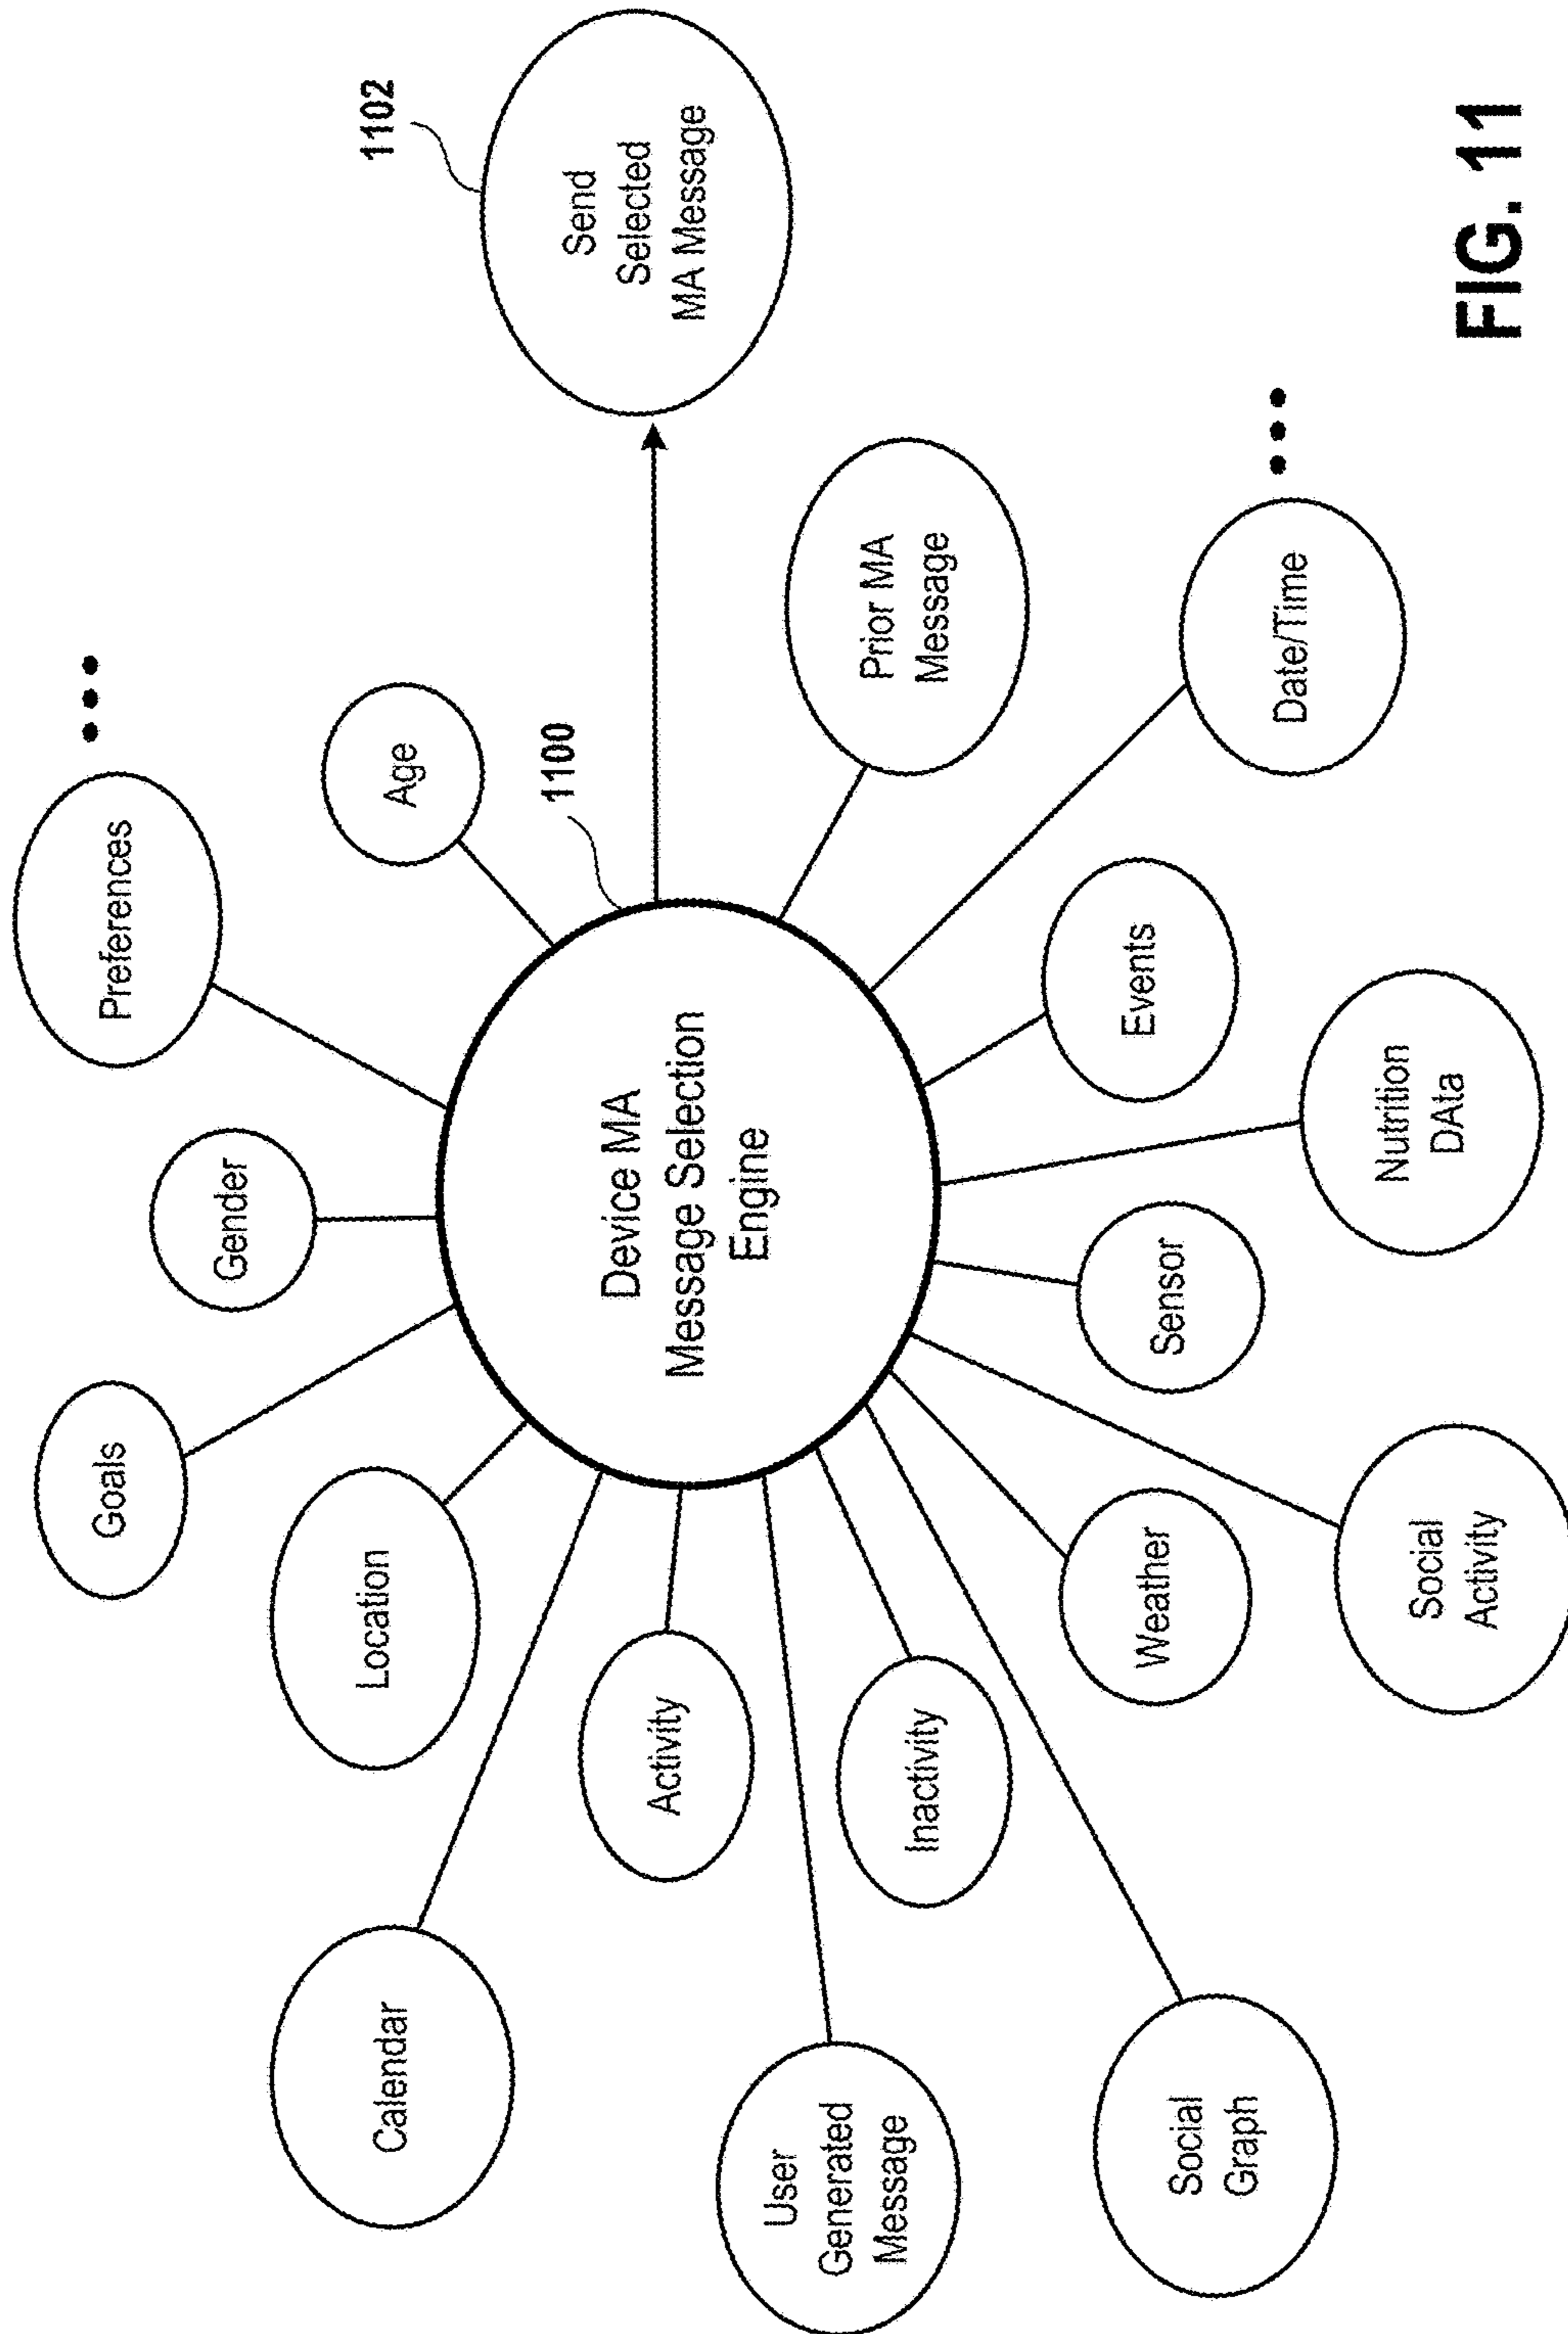 Preferences
Goals
Gender
Age
1102
Location
Calendar
1100
Send
Selected
MA Message
Device MA
Message Selection
Engine
Activity
User
Generated
Message
Inactivity
Prior MA
Message
Weather
Sensor
Events
Social
Graph
Date/Time
Social
Activity
Nutrition
DAta
FIG. 11